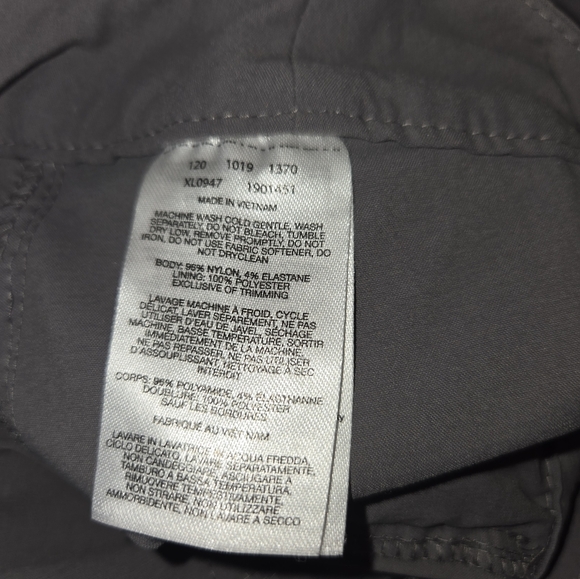 120 1019 1370
XL0947 1901451
MADE IN VIETNAM
MACHINE WASH COLD GENTLE, WASH
SEPARATELY, DO NOT BLEACH, TUMBLE
DRY LOW, REMOVE PROMPTLY, DO NOT
IRON, DO NOT USE FABRIC SOFTENER, DO
NOT DRYCLEAN
BODY: 96% NYLON, 4% ELASTANE
LINING: 100% POLYESTER
EXCLUSIVE OF TRIMMING
LAVAGE MACHINE À FROID, CYCLE
DÉLICAT, LAVER SÉPARÉMENT, NE PAS
UTILISER D'EAU DE JAVEL, SÉCHAGE
MACHINE, BASSE TEMPÉRATURE, SORTIR
IMMÉDIATEMENT DE LA MACHINE,
NE PAS REPASSER, NE PAS UTILISER
D'ASSOUPLISSANT NETTOYAGE À SEC
INTERDIT
CORPS: 96% POLYAMIDE, 4% ÉLASTHANNE
DOUBLURE: 100% POLYESTER
SAUF LES BORDURES
FABRIQUÉ AU VIÊT NAM
LAVARE IN LAVATRICE IN ACQUA FREDDA,
CICLO DELICATO, LAVARE SEPARATAMENTE,
NON CANDEGGIARE, ASCIUGARE A
TAMBURO A BASSA TEMPERATURA,
RIMUOVERE TEMPESTIVAMENTE,
NON STIRARE, NON UTILIZZARE
AMMORBIDENTE, NON LAVARE A SECCO